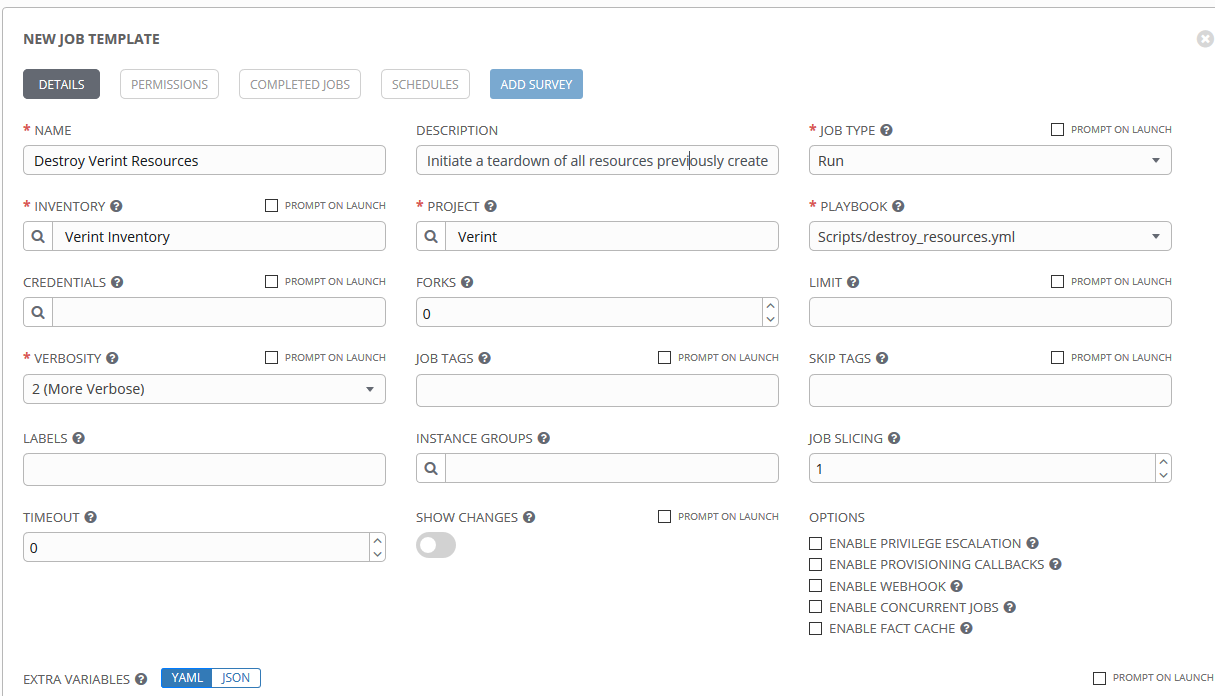 NEW JOB TEMPLATE
DETAILS PERMISSIONS COMPLETED JOBS SCHEDULES ADD SURVEY
* NAME DESCRIPTION * JOB TYPE ? PROMPT ON LAUNCH
Destroy Verint Resources Initiate a teardown of all resources previously create Run
* INVENTORY ? PROMPT ON LAUNCH * PROJECT ? * PLAYBOOK ?
Verint Inventory Verint Scripts/destroy_resources.yml
CREDENTIALS ? PROMPT ON LAUNCH FORKS ? LIMIT ? PROMPT ON LAUNCH
0
* VERBOSITY ? PROMPT ON LAUNCH JOB TAGS ? PROMPT ON LAUNCH SKIP TAGS ? PROMPT ON LAUNCH
2 (More Verbose)
LABELS ? INSTANCE GROUPS ? JOB SLICING ?
1
TIMEOUT ? SHOW CHANGES ? PROMPT ON LAUNCH OPTIONS
0
ENABLE PRIVILEGE ESCALATION ?
ENABLE PROVISIONING CALLBACKS ?
ENABLE WEBHOOK ?
ENABLE CONCURRENT JOBS ?
ENABLE FACT CACHE ?
EXTRA VARIABLES ? YAML JSON PROMPT ON LAUNCH